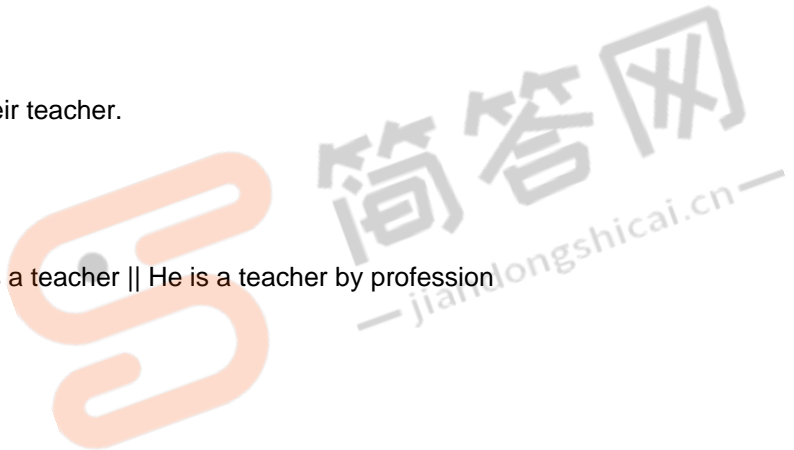 eir teacher.
简答网
— jiandongshicai.cn —
a teacher || He is a teacher by profession